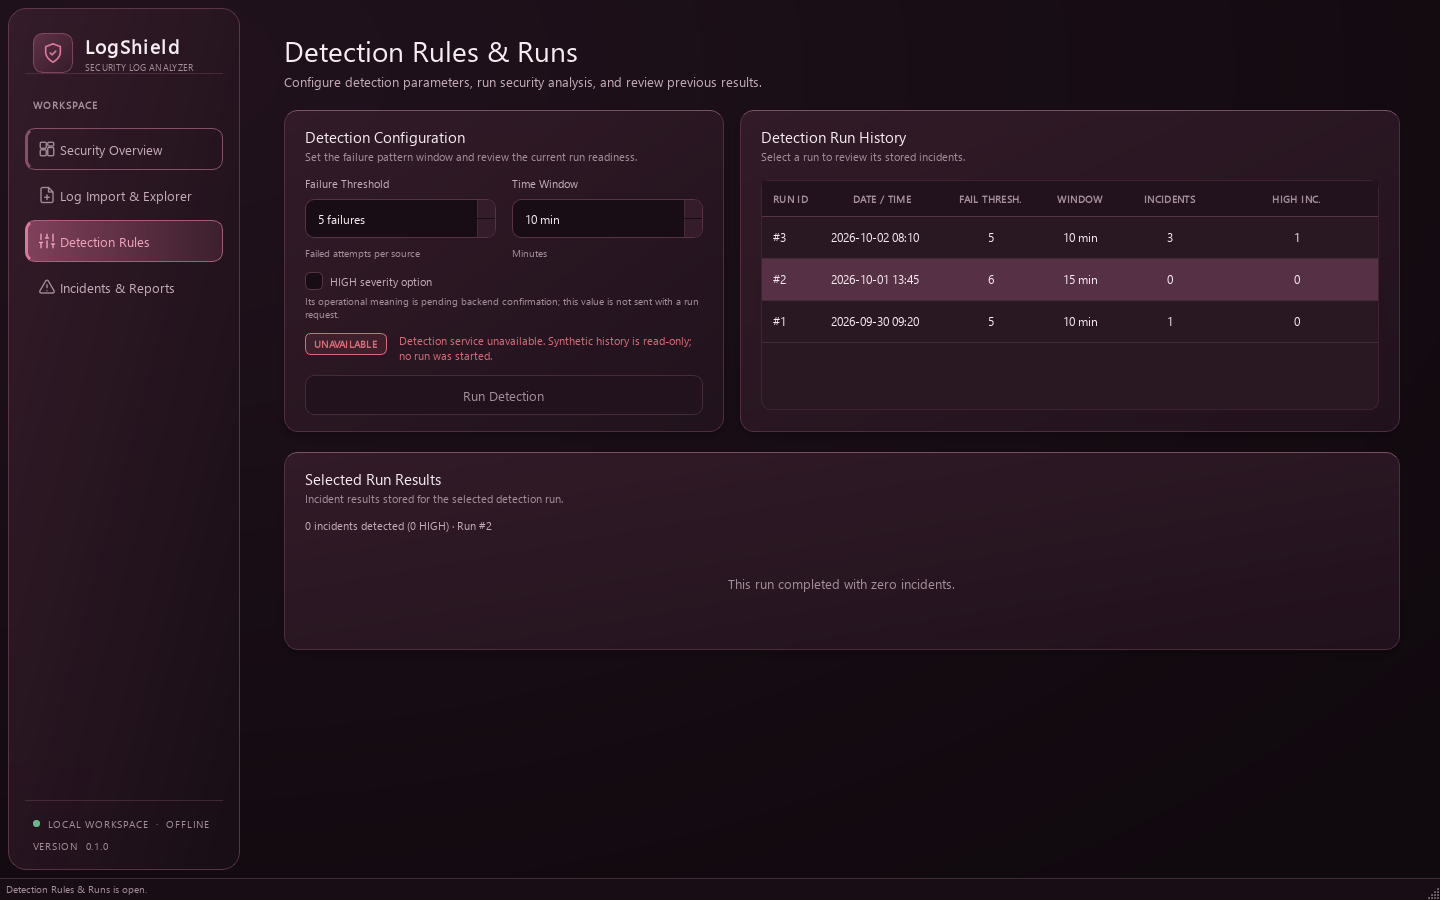 LogShield
SECURITY LOG ANALYZER
WORKSPACE
Security Overview
Log Import & Explorer
Detection Rules
Incidents & Reports
LOCAL WORKSPACE · OFFLINE
VERSION 0.1.0
Detection Rules & Runs
Configure detection parameters, run security analysis, and review previous results.
Detection Configuration
Set the failure pattern window and review the current run readiness.
Failure Threshold Time Window
5 failures 10 min
Failed attempts per source Minutes
HIGH severity option
Its operational meaning is pending backend confirmation; this value is not sent with a run
request.
UNAVAILABLE Detection service unavailable. Synthetic history is read-only;
no run was started.
Run Detection
Detection Run History
Select a run to review its stored incidents.
RUN ID DATE / TIME FAIL THRESH. WINDOW INCIDENTS HIGH INC.
#3 2026-10-02 08:10 5 10 min 3 1
#2 2026-10-01 13:45 6 15 min 0 0
#1 2026-09-30 09:20 5 10 min 1 0
Selected Run Results
Incident results stored for the selected detection run.
0 incidents detected (0 HIGH) · Run #2
This run completed with zero incidents.
Detection Rules & Runs is open.